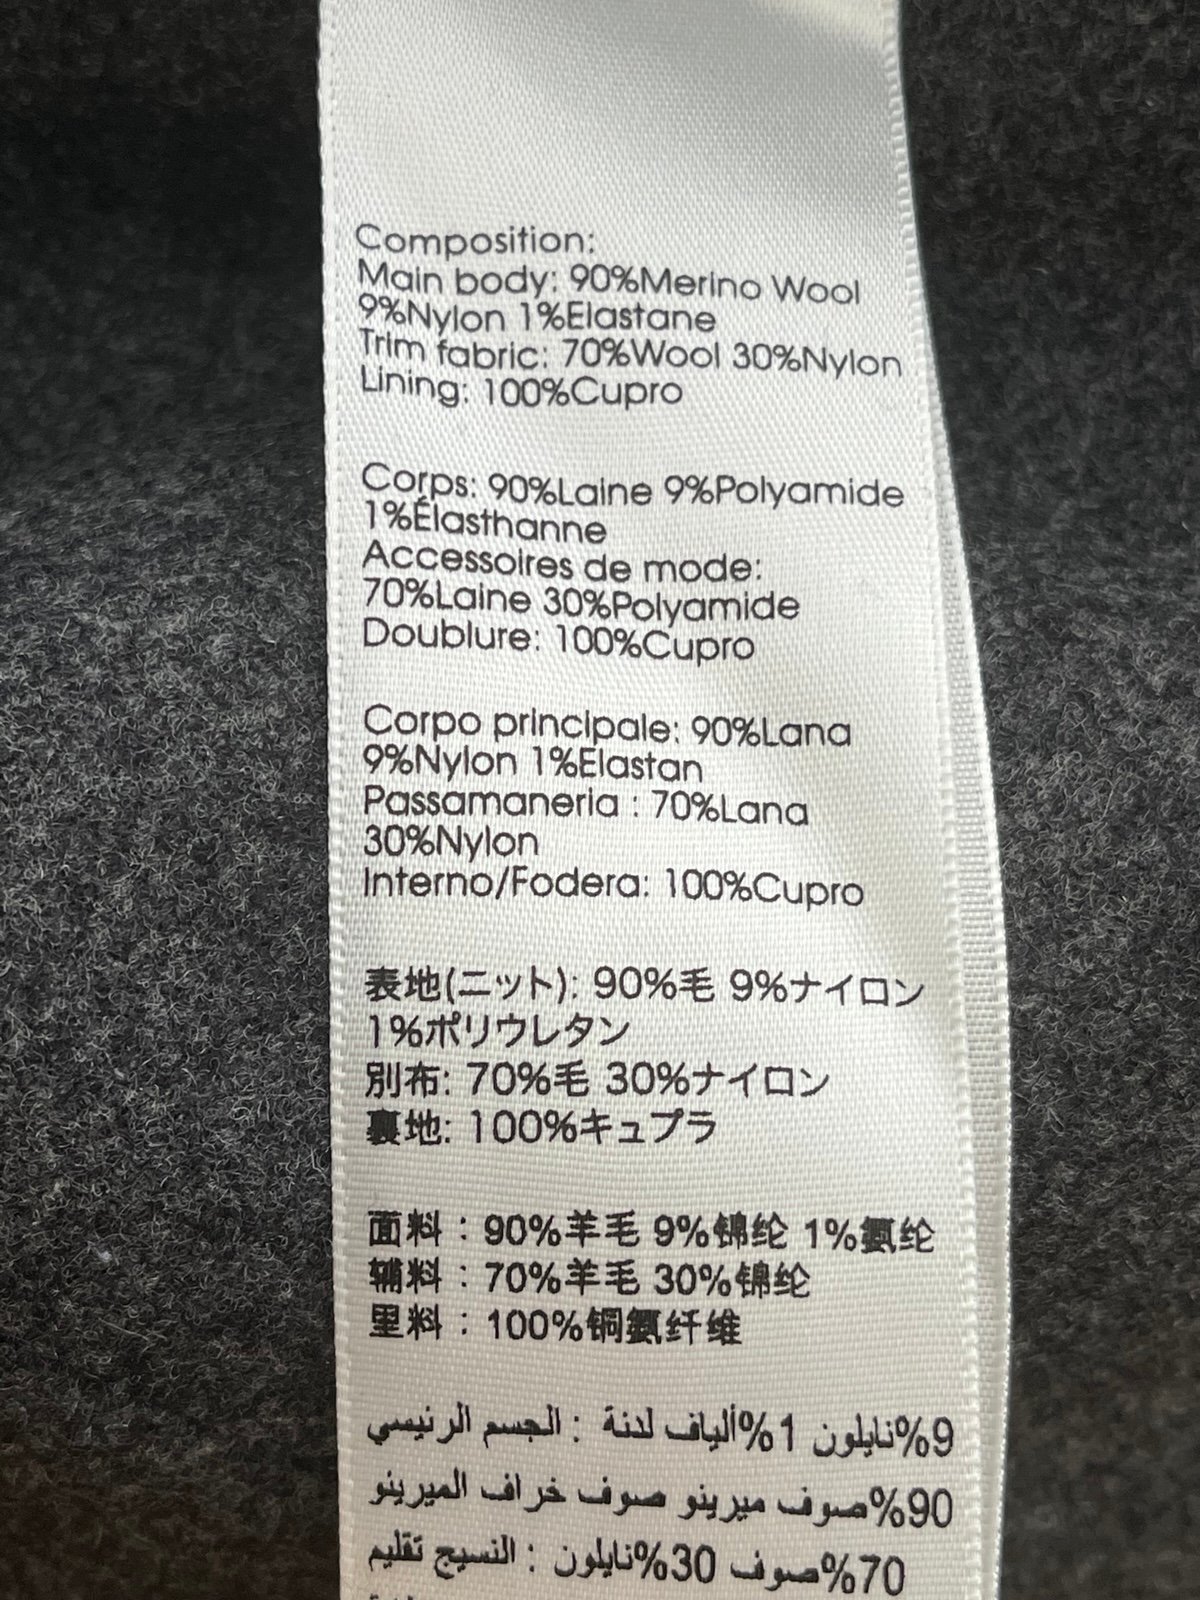 Composition:
Main body: 90%Merino Wool
9%Nylon 1%Elastane
Trim fabric: 70%Wool 30%Nylon
Lining: 100%Cupro
Corps: 90%Laine 9%Polyamide
1%Élasthanne
Accessoires de mode:
70%Laine 30%Polyamide
Doublure: 100%Cupro
Corpo principale: 90%Lana
9%Nylon 1%Elastan
Passamaneria : 70%Lana
30%Nylon
Interno/Fodera: 100%Cupro
表地(ニット): 90%毛 9%ナイロン
1%ポリウレタン
別布: 70%毛 30%ナイロン
裏地: 100%キュプラ
面料：90%羊毛 9%锦纶 1%氨纶
辅料：70%羊毛 30%锦纶
里料：100%铜氨纤维
9%نايلون 1%ألياف لدنة : الجسم الرئيسي
90%صوف ميرينو صوف خراف الميرينو
70%صوف 30%نايلون : النسيج تقليم